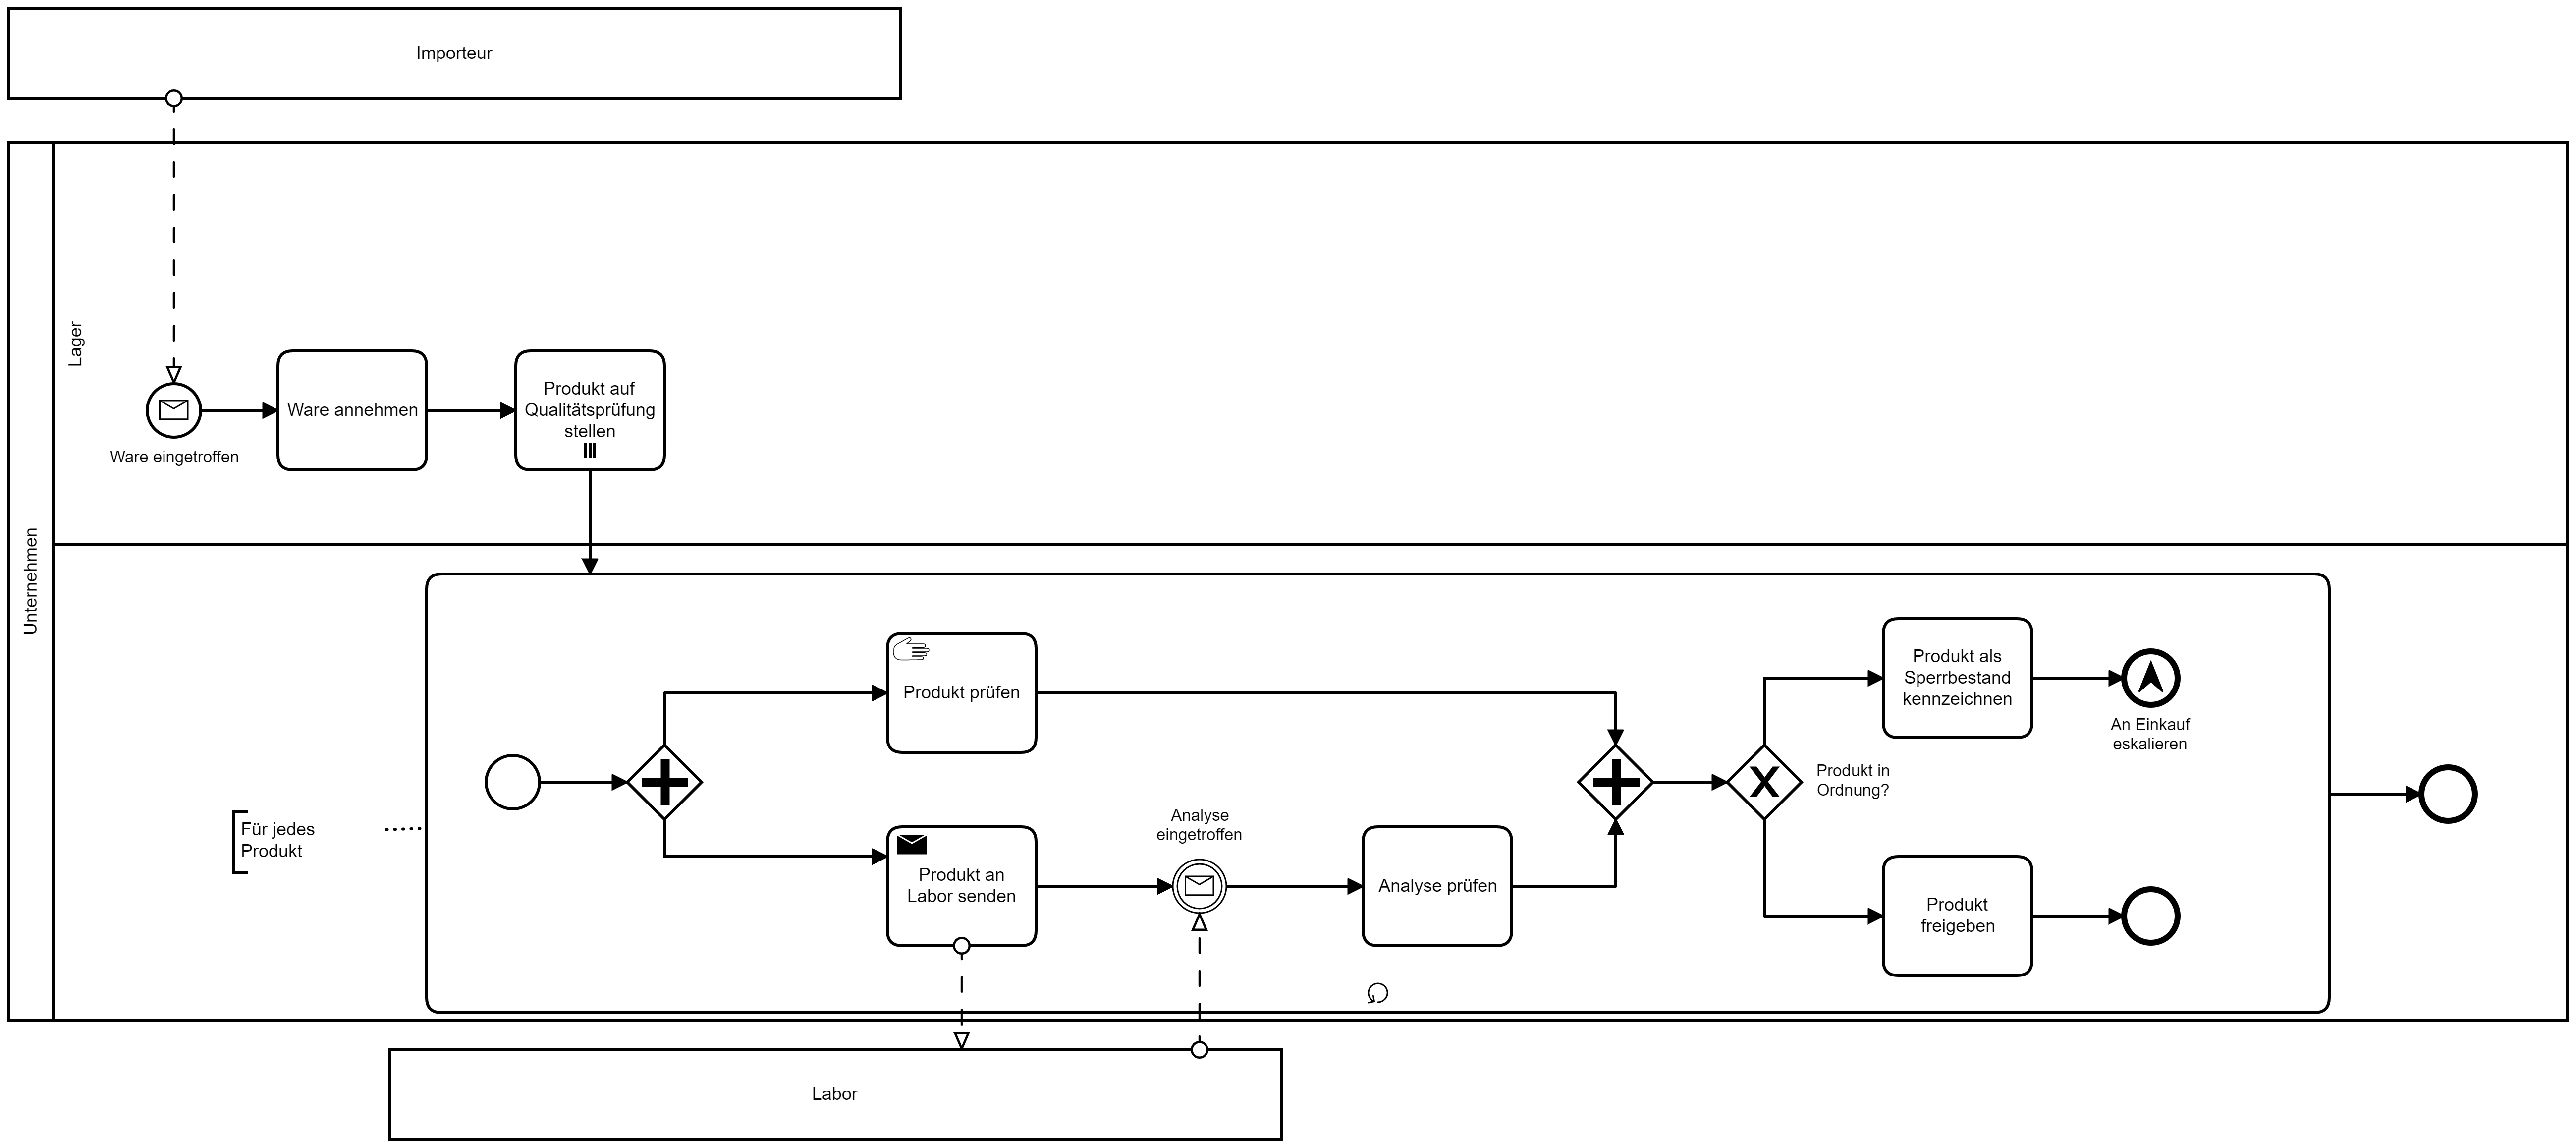 Importeur
Unternehmen
Lager
Ware eingetroffen
Ware annehmen
Produkt auf
Qualitätsprüfung
stellen
Für jedes
Produkt
Produkt prüfen
Produkt an
Labor senden
Analyse
eingetroffen
Analyse prüfen
Produkt in
Ordnung?
Produkt als
Sperrbestand
kennzeichnen
An Einkauf
eskalieren
Produkt
freigeben
Labor